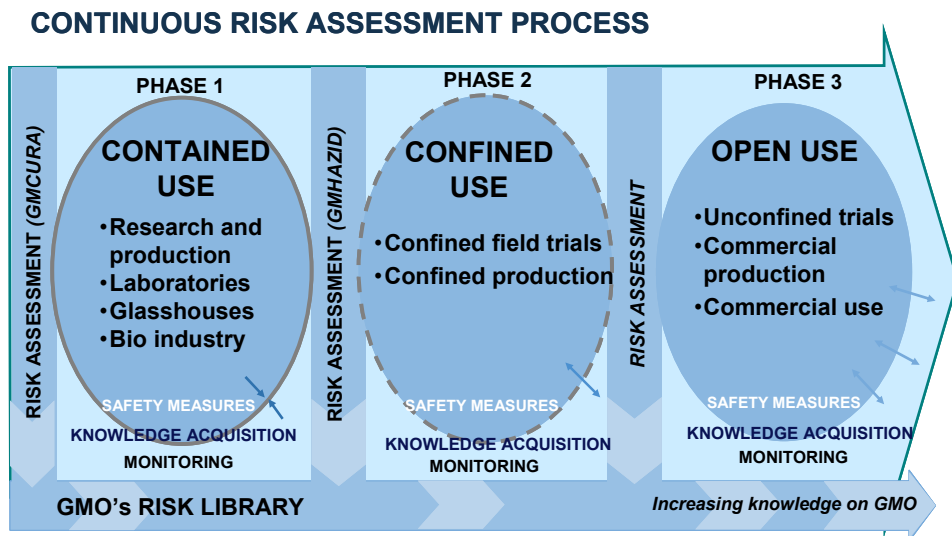 CONTINUOUS RISK ASSESSMENT PROCESS
RISK ASSESSMENT (GMCURA)
PHASE 1
CONTAINED
USE
•Research and
production
•Laboratories
•Glasshouses
•Bio industry
SAFETY MEASURES
KNOWLEDGE ACQUISITION
MONITORING
RISK ASSESSMENT (GMHAZID)
PHASE 2
CONFINED
USE
•Confined field trials
•Confined production
SAFETY MEASURES
KNOWLEDGE ACQUISITION
MONITORING
RISK ASSESSMENT
PHASE 3
OPEN USE
•Unconfined trials
•Commercial
production
•Commercial use
SAFETY MEASURES
KNOWLEDGE ACQUISITION
MONITORING
GMO’s RISK LIBRARY
Increasing knowledge on GMO